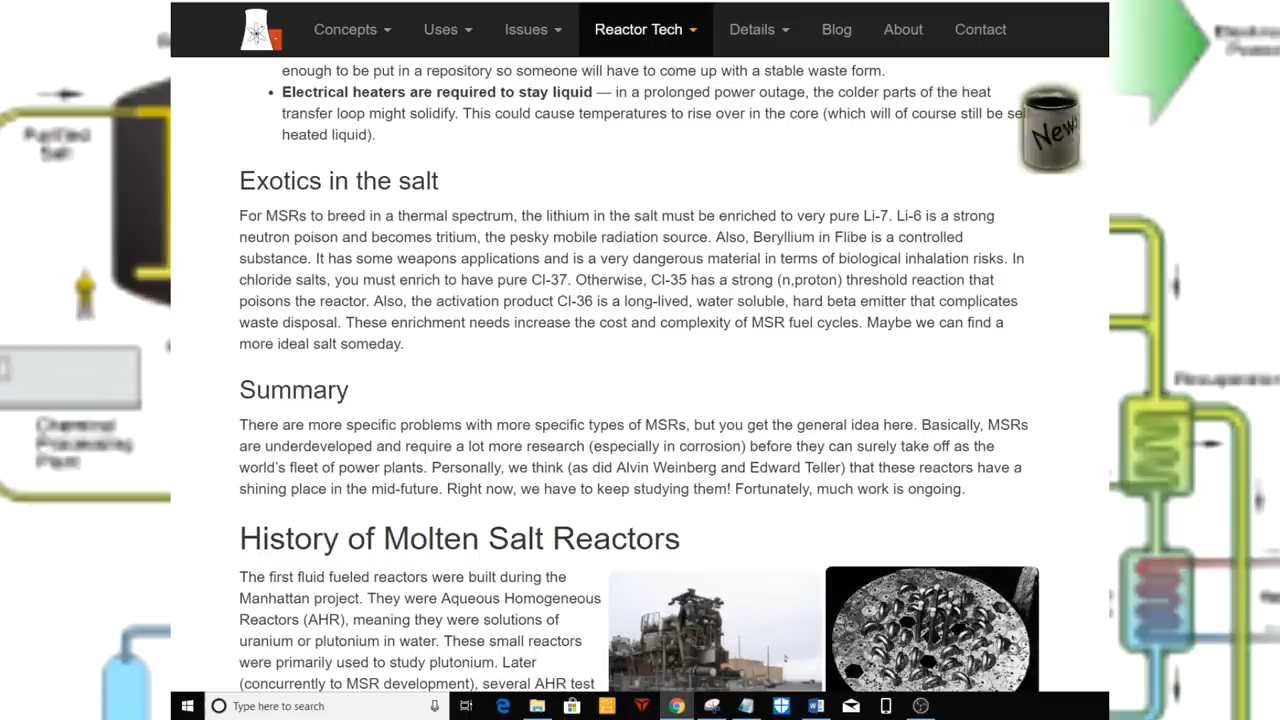 Concepts Uses Issues Reactor Tech Details Blog About Contact
enough to be put in a repository so someone will have to come up with a stable waste form.
• Electrical heaters are required to stay liquid — in a prolonged power outage, the colder parts of the heat
transfer loop might solidify. This could cause temperatures to rise over in the core (which will of course still be
heated liquid).
News
Exotics in the salt
For MSRs to breed in a thermal spectrum, the lithium in the salt must be enriched to very pure Li-7. Li-6 is a strong
neutron poison and becomes tritium, the pesky mobile radiation source. Also, Beryllium in Flibe is a controlled
substance. It has some weapons applications and is a very dangerous material in terms of biological inhalation risks. In
chloride salts, you must enrich to have pure Cl-37. Otherwise, Cl-35 has a strong (n,proton) threshold reaction that
poisons the reactor. Also, the activation product Cl-36 is a long-lived, water soluble, hard beta emitter that complicates
waste disposal. These enrichment needs increase the cost and complexity of MSR fuel cycles. Maybe we can find a
more ideal salt someday.
Summary
There are more specific problems with more specific types of MSRs, but you get the general idea here. Basically, MSRs
are underdeveloped and require a lot more research (especially in corrosion) before they can surely take off as the
world's fleet of power plants. Personally, we think (as did Alvin Weinberg and Edward Teller) that these reactors have a
shining place in the mid-future. Right now, we have to keep studying them! Fortunately, much work is ongoing.
History of Molten Salt Reactors
The first fluid fueled reactors were built during the
Manhattan project. They were Aqueous Homogeneous
Reactors (AHR), meaning they were solutions of
uranium or plutonium in water. These small reactors
were primarily used to study plutonium. Later
(concurrently to MSR development), several AHR test
Type here to search
Purified
Salt
Chemical
Processing
Plant